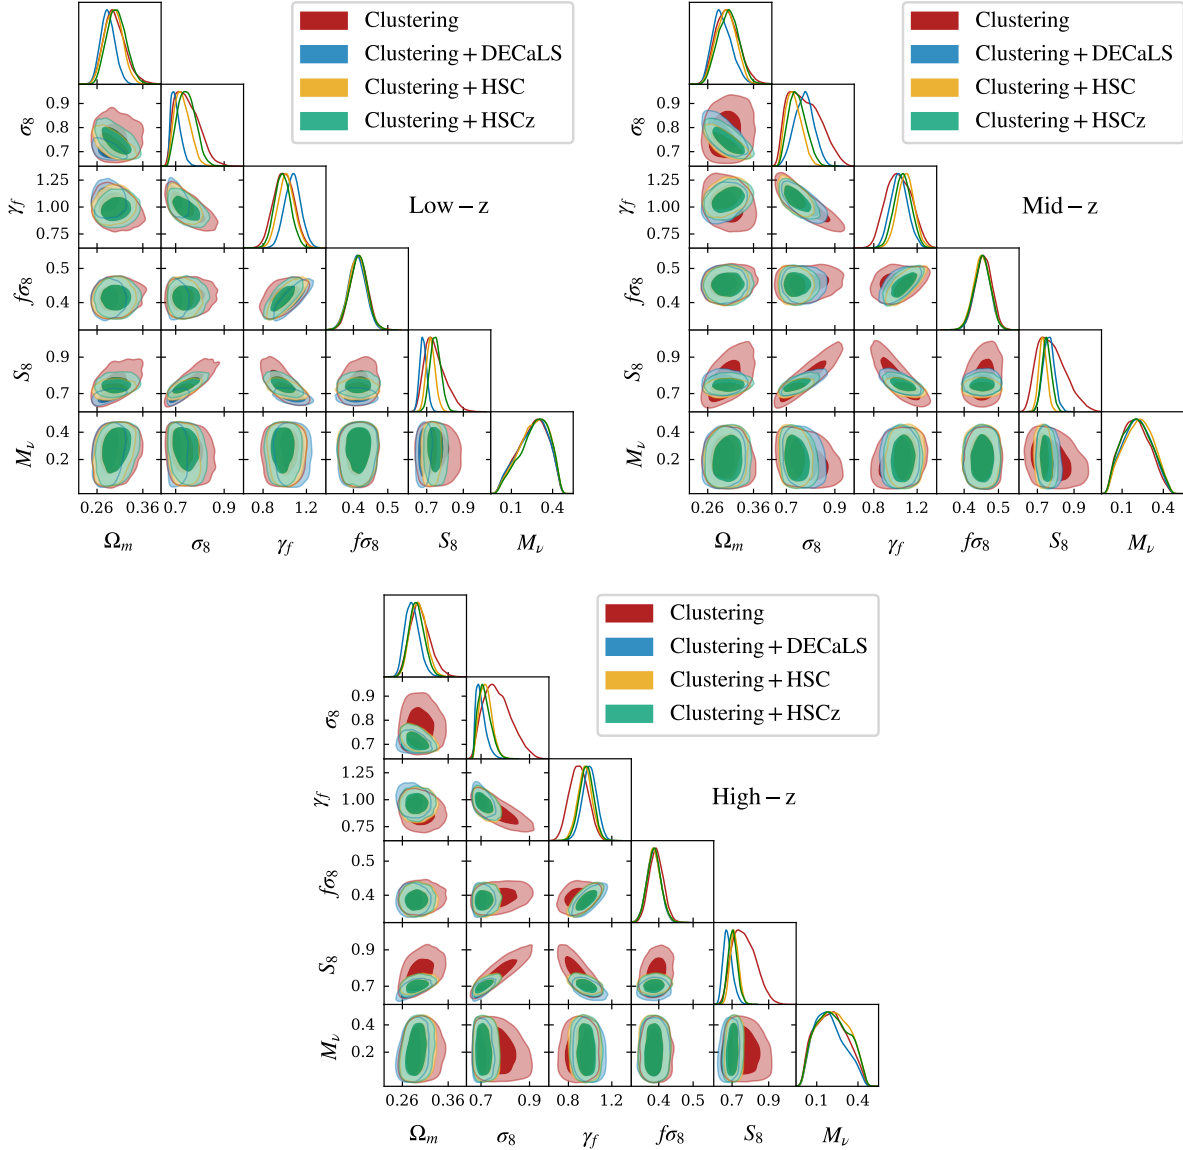 Clustering
Clustering + DECaLS
Clustering + HSC
Clustering + HSCz
Low − z
σ8
0.9
0.8
0.7
γf
1.25
1.00
0.75
fσ8
0.5
0.4
S8
0.9
0.7
Mν
0.4
0.2
0.26 0.36 0.7 0.9 0.8 1.2 0.4 0.5 0.7 0.9 0.1 0.4
Ωm σ8 γf fσ8 S8 Mν
Clustering
Clustering + DECaLS
Clustering + HSC
Clustering + HSCz
Mid − z
σ8
0.9
0.8
0.7
γf
1.25
1.00
0.75
fσ8
0.5
0.4
S8
0.9
0.7
Mν
0.4
0.2
0.26 0.36 0.7 0.9 0.8 1.2 0.4 0.5 0.7 0.9 0.1 0.4
Ωm σ8 γf fσ8 S8 Mν
Clustering
Clustering + DECaLS
Clustering + HSC
Clustering + HSCz
High − z
σ8
0.9
0.8
0.7
γf
1.25
1.00
0.75
fσ8
0.5
0.4
S8
0.9
0.7
Mν
0.4
0.2
0.26 0.36 0.7 0.9 0.8 1.2 0.4 0.5 0.7 0.9 0.1 0.4
Ωm σ8 γf fσ8 S8 Mν